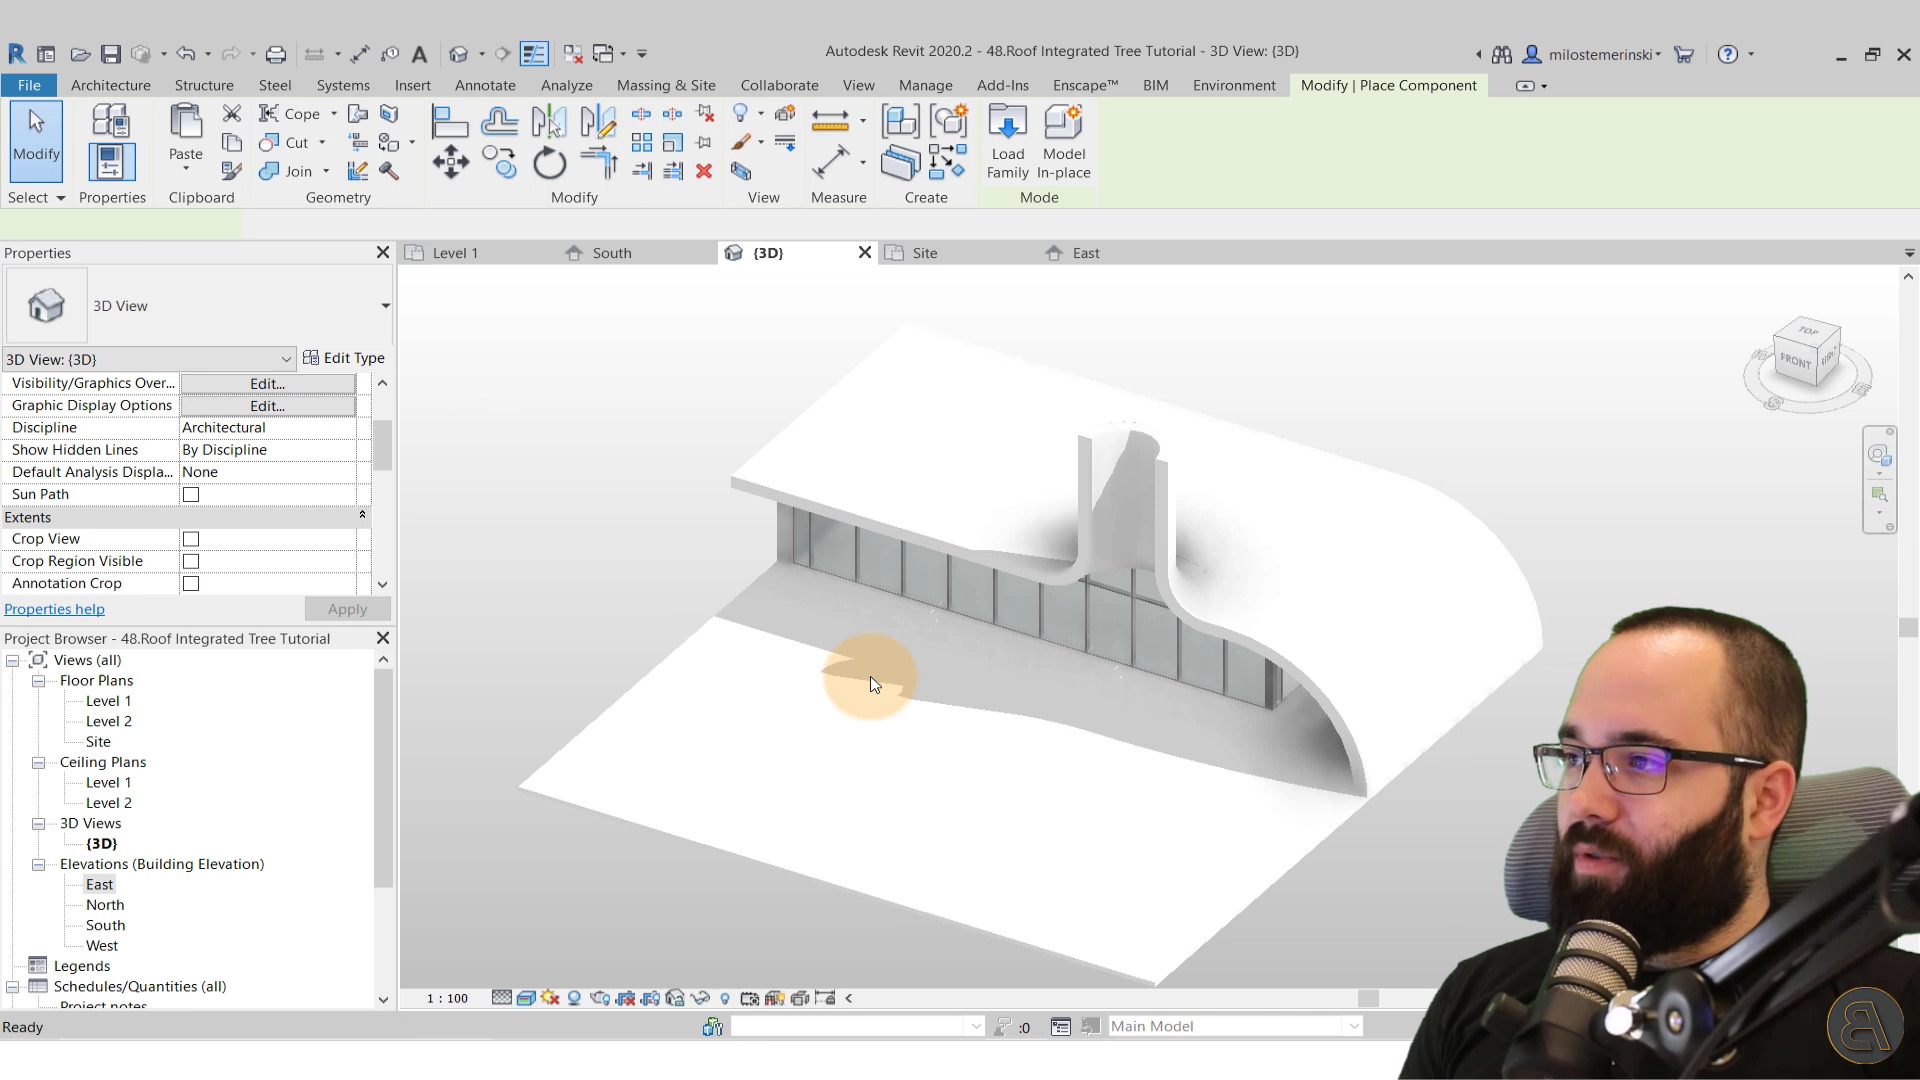 Autodesk Revit 2020.2 - 48.Roof Integrated Tree Tutorial - 3D View: {3D}
milostemerinski
File
Architecture
Structure
Steel
Systems
Insert
Annotate
Analyze
Massing & Site
Collaborate
View
Manage
Add-Ins
Enscape™
BIM
Environment
Modify | Place Component
Modify
Paste
Cope
Cut
Join
Load Family
Model In-place
Select
Properties
Clipboard
Geometry
Modify
View
Measure
Create
Mode
Properties
Level 1
South
{3D}
Site
East
3D View
3D View: {3D}
Edit Type
Visibility/Graphics Over...
Edit...
Graphic Display Options
Edit...
Discipline
Architectural
Show Hidden Lines
By Discipline
Default Analysis Displa...
None
Sun Path
Extents
Crop View
Crop Region Visible
Annotation Crop
Properties help
Apply
Project Browser - 48.Roof Integrated Tree Tutorial
Views (all)
Floor Plans
Level 1
Level 2
Site
Ceiling Plans
Level 1
Level 2
3D Views
{3D}
Elevations (Building Elevation)
East
North
South
West
Legends
Schedules/Quantities (all)
Project notes
TOP
FRONT
RIGHT
1 : 100
Ready
:0
Main Model